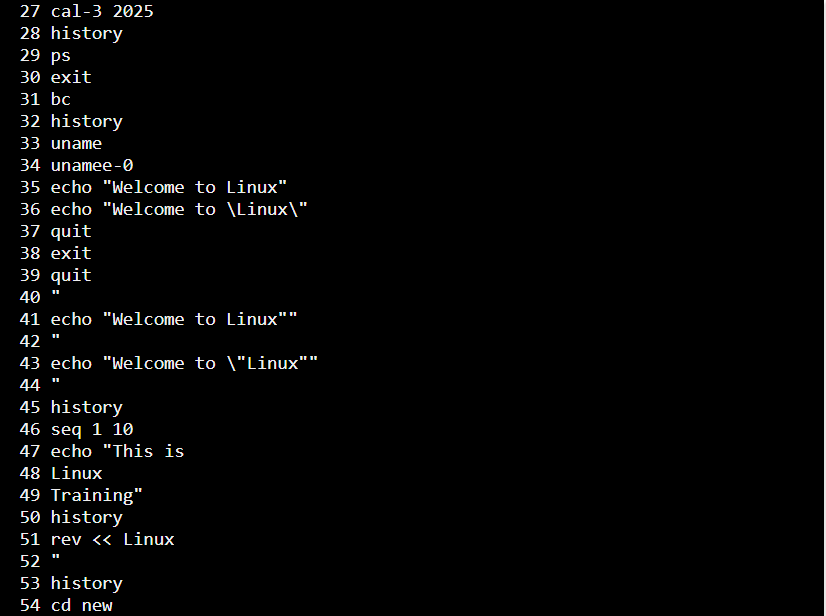 27 cal-3 2025
28 history
29 ps
30 exit
31 bc
32 history
33 uname
34 unamee-0
35 echo "Welcome to Linux"
36 echo "Welcome to \Linux\"
37 quit
38 exit
39 quit
40 "
41 echo "Welcome to Linux""
42 "
43 echo "Welcome to \"Linux""
44 "
45 history
46 seq 1 10
47 echo "This is
48 Linux
49 Training"
50 history
51 rev << Linux
52 "
53 history
54 cd new